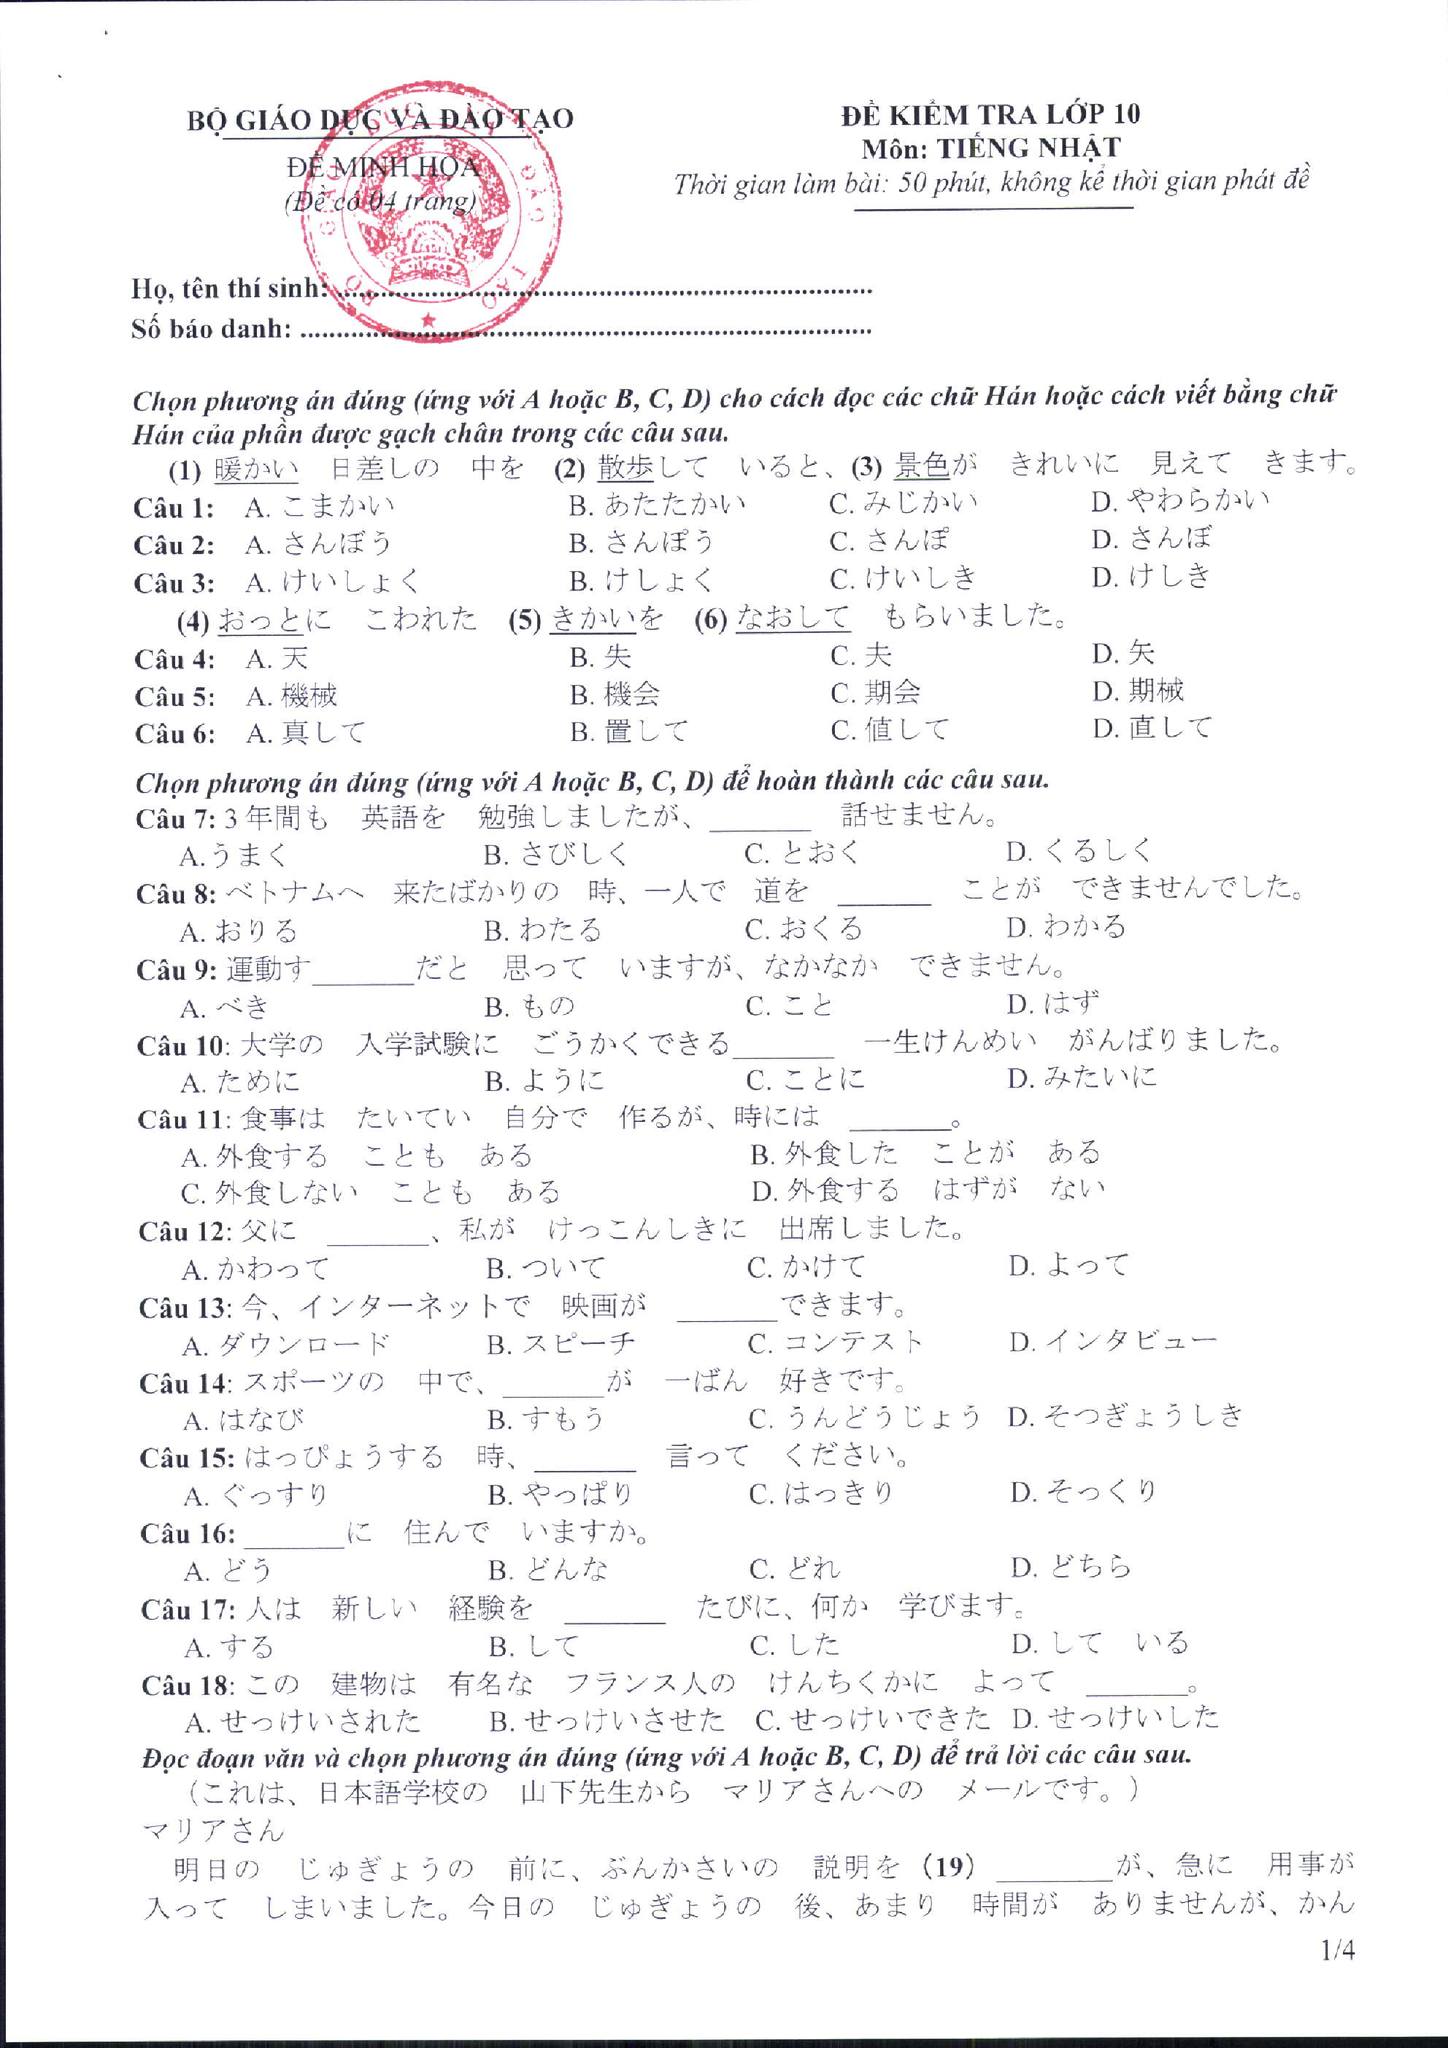 BỘ GIÁO DỤC VÀ ĐÀO TẠO
ĐỀ MINH HỌA
(Đề có 04 trang)
ĐỀ KIỂM TRA LỚP 10
Môn: TIẾNG NHẬT
Thời gian làm bài: 50 phút, không kể thời gian phát đề
Họ, tên thí sinh: ..........................................................................
Số báo danh: ..............................................................................
Chọn phương án đúng (ứng với A hoặc B, C, D) cho cách đọc các chữ Hán hoặc cách viết bằng chữ
Hán của phần được gạch chân trong các câu sau.
(1) 暖かい 日差しの 中を (2) 散歩して いると、(3) 景色が きれいに 見えて きます。
Câu 1: A. こまかい B. あたたかい C. みじかい D. やわらかい
Câu 2: A. さんぼう B. さんぽう C. さんぽ D. さんぼ
Câu 3: A. けいしょく B. けしょく C. けいしき D. けしき
(4) おっとに こわれた (5) きかいを (6) なおして もらいました。
Câu 4: A. 天 B. 失 C. 夫 D. 矢
Câu 5: A. 機械 B. 機会 C. 期会 D. 期械
Câu 6: A. 真して B. 置して C. 値して D. 直して
Chọn phương án đúng (ứng với A hoặc B, C, D) để hoàn thành các câu sau.
Câu 7: 3年間も 英語を 勉強しましたが、_______ 話せません。
A.うまく B. さびしく C. とおく D. くるしく
Câu 8: ベトナムへ 来たばかりの 時、一人で 道を _______ ことが できませんでした。
A. おりる B. わたる C. おくる D. わかる
Câu 9: 運動す_______だと 思って いますが、なかなか できません。
A. べき B. もの C. こと D. はず
Câu 10: 大学の 入学試験に ごうかくできる_______ 一生けんめい がんばりました。
A. ために B. ように C. ことに D. みたいに
Câu 11: 食事は たいてい 自分で 作るが、時には _______。
A. 外食する ことも ある B. 外食した ことが ある
C. 外食しない ことも ある D. 外食する はずが ない
Câu 12: 父に _______、私が けっこんしきに 出席しました。
A. かわって B. ついて C. かけて D. よって
Câu 13: 今、インターネットで 映画が _______できます。
A. ダウンロード B. スピーチ C. コンテスト D. インタビュー
Câu 14: スポーツの 中で、_______が 一ばん 好きです。
A. はなび B. すもう C. うんどうじょう D. そつぎょうしき
Câu 15: はっぴょうする 時、_______ 言って ください。
A. ぐっすり B. やっぱり C. はっきり D. そっくり
Câu 16: _______に 住んで いますか。
A. どう B. どんな C. どれ D. どちら
Câu 17: 人は 新しい 経験を _______ たびに、何か 学びます。
A. する B. して C. した D. して いる
Câu 18: この 建物は 有名な フランス人の けんちくかに よって _______。
A. せっけいされた B. せっけいさせた C. せっけいできた D. せっけいした
Đọc đoạn văn và chọn phương án đúng (ứng với A hoặc B, C, D) để trả lời các câu sau.
(これは、日本語学校の 山下先生から マリアさんへの メールです。)
マリアさん
明日の じゅぎょうの 前に、ぶんかさいの 説明を (19) ________が、急に 用事が
入って しまいました。今日の じゅぎょうの 後、あまり 時間が ありませんが、かん
1/4